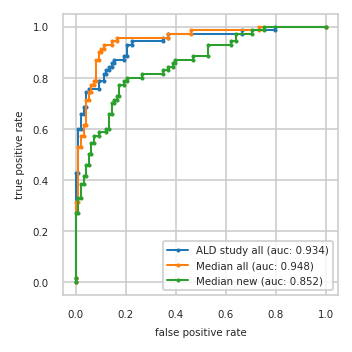 1.0
0.8
0.6
0.4
0.2
0.0
true positive rate
ALD study all (auc: 0.934)
Median all (auc: 0.948)
Median new (auc: 0.852)
0.0 0.2 0.4 0.6 0.8 1.0
false positive rate